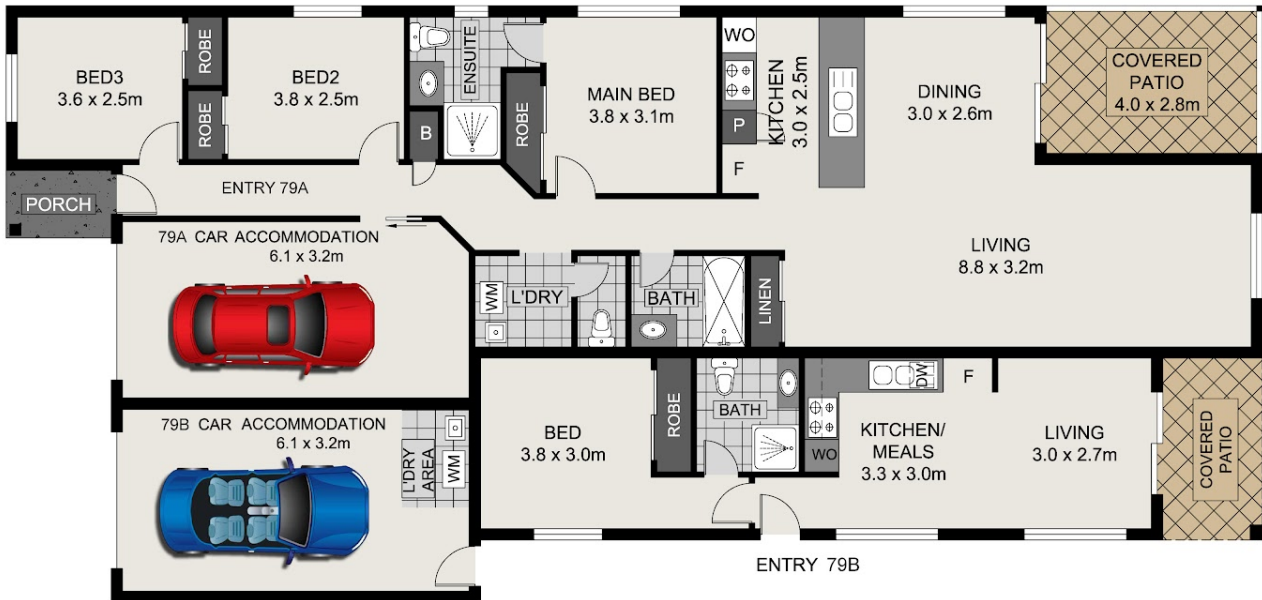 BED3
3.6 x 2.5m
ROBE
ROBE
BED2
3.8 x 2.5m
ENSUITE
B
ROBE
MAIN BED
3.8 x 3.1m
WO
P
F
KITCHEN
3.0 x 2.5m
DINING
3.0 x 2.6m
COVERED
PATIO
4.0 x 2.8m
PORCH
ENTRY 79A
79A CAR ACCOMMODATION
6.1 x 3.2m
WM
L'DRY
BATH
LINEN
LIVING
8.8 x 3.2m
79B CAR ACCOMMODATION
6.1 x 3.2m
L'DRY
AREA
WM
BED
3.8 x 3.0m
ROBE
BATH
WO
DW
F
KITCHEN/
MEALS
3.3 x 3.0m
LIVING
3.0 x 2.7m
COVERED
PATIO
ENTRY 79B